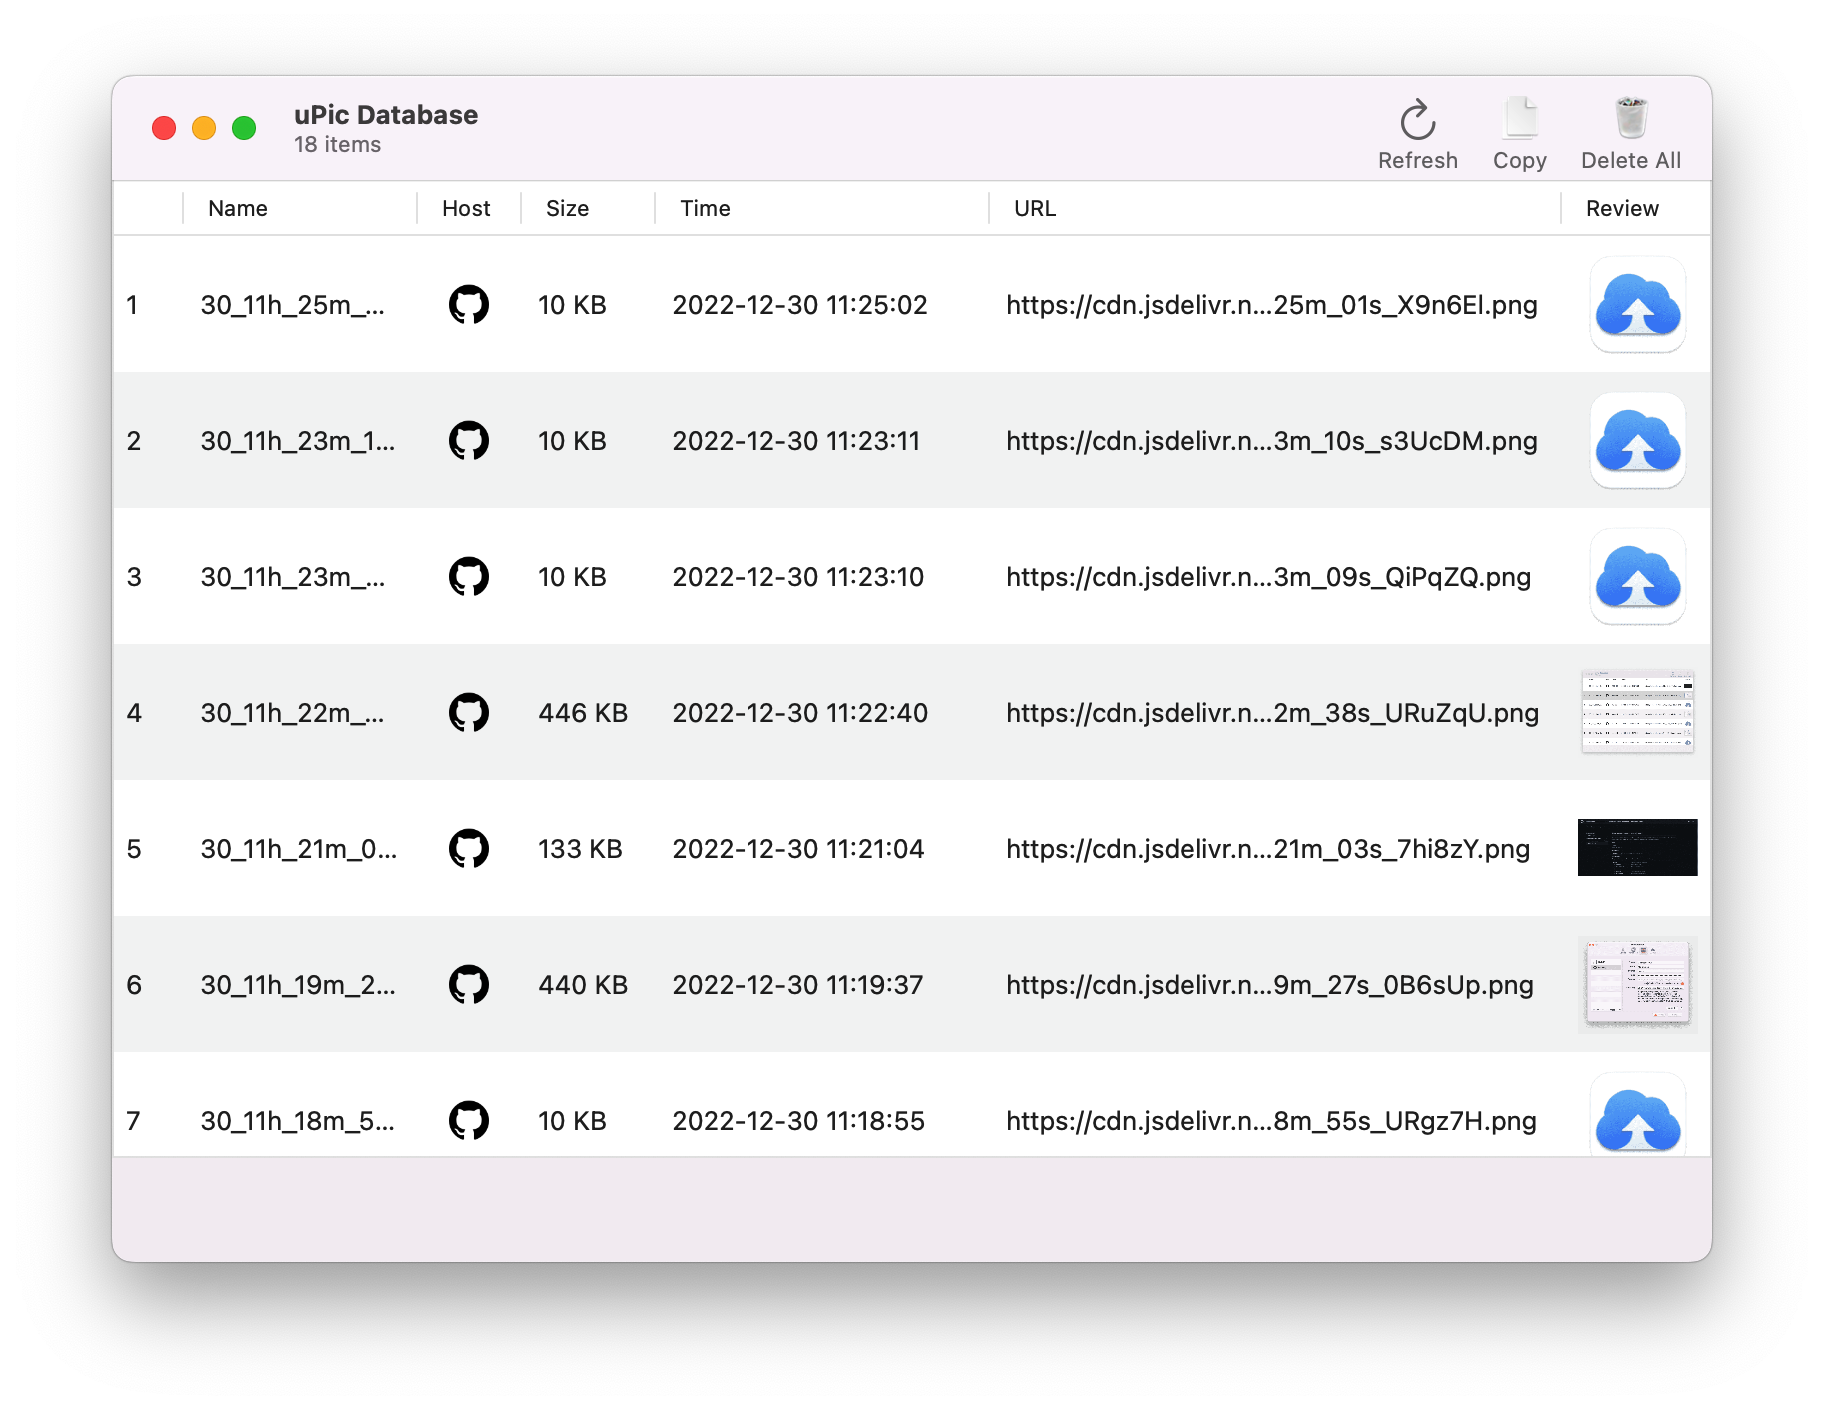 uPic Database
18 items
Refresh Copy Delete All
Name Host Size Time URL Review
1 30_11h_25m_... 10 KB 2022-12-30 11:25:02 https://cdn.jsdelivr.n...25m_01s_X9n6El.png
2 30_11h_23m_1... 10 KB 2022-12-30 11:23:11 https://cdn.jsdelivr.n...3m_10s_s3UcDM.png
3 30_11h_23m_... 10 KB 2022-12-30 11:23:10 https://cdn.jsdelivr.n...3m_09s_QiPqZQ.png
4 30_11h_22m_... 446 KB 2022-12-30 11:22:40 https://cdn.jsdelivr.n...2m_38s_URuZqU.png
5 30_11h_21m_0... 133 KB 2022-12-30 11:21:04 https://cdn.jsdelivr.n...21m_03s_7hi8zY.png
6 30_11h_19m_2... 440 KB 2022-12-30 11:19:37 https://cdn.jsdelivr.n...9m_27s_0B6sUp.png
7 30_11h_18m_5... 10 KB 2022-12-30 11:18:55 https://cdn.jsdelivr.n...8m_55s_URgz7H.png